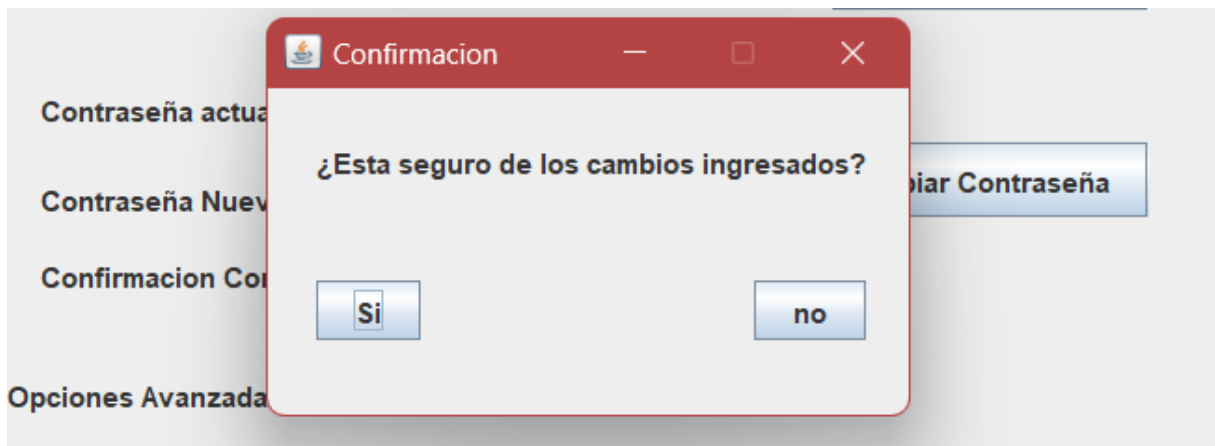 Confirmacion
Contraseña actua
¿Esta seguro de los cambios ingresados?
biar Contraseña
Contraseña Nuev
Confirmacion Co
Si
no
Opciones Avanzada